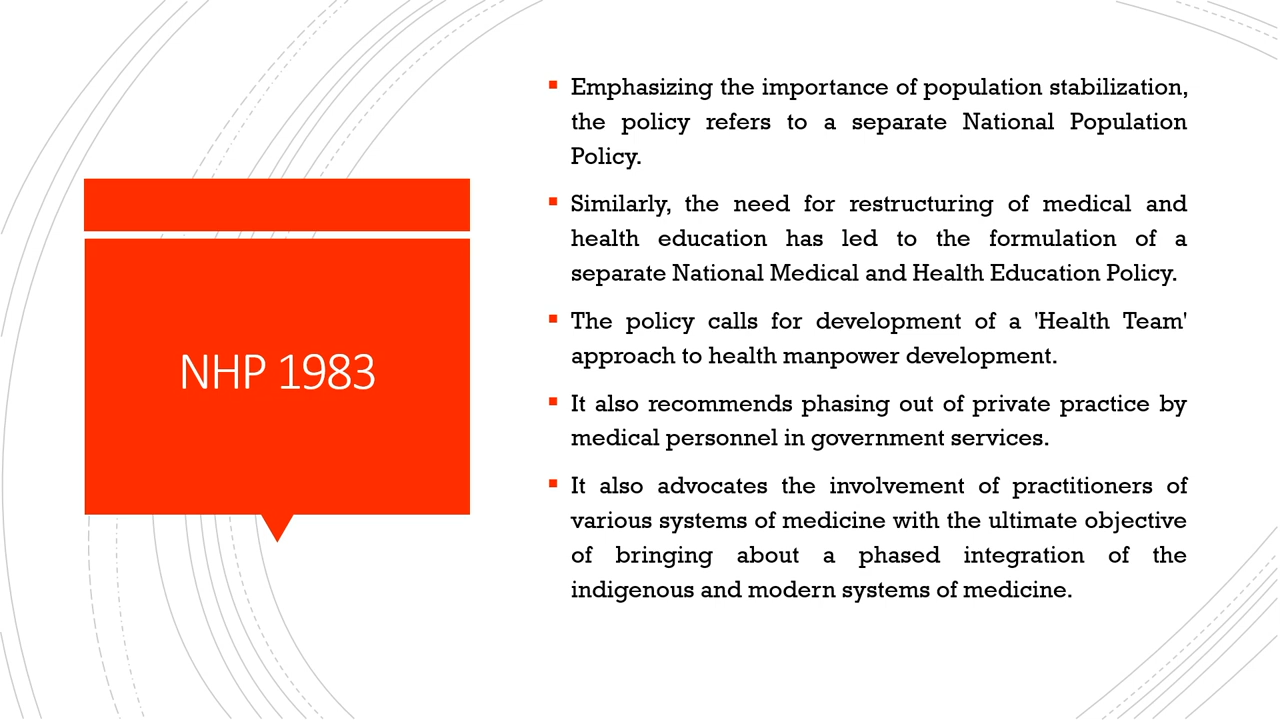 NHP 1983
Emphasizing the importance of population stabilization,
the policy refers to a separate National Population
Policy.
Similarly, the need for restructuring of medical and
health education has led to the formulation of a
separate National Medical and Health Education Policy.
The policy calls for development of a 'Health Team'
approach to health manpower development.
It also recommends phasing out of private practice by
medical personnel in government services.
It also advocates the involvement of practitioners of
various systems of medicine with the ultimate objective
of bringing about a phased integration of the
indigenous and modern systems of medicine.